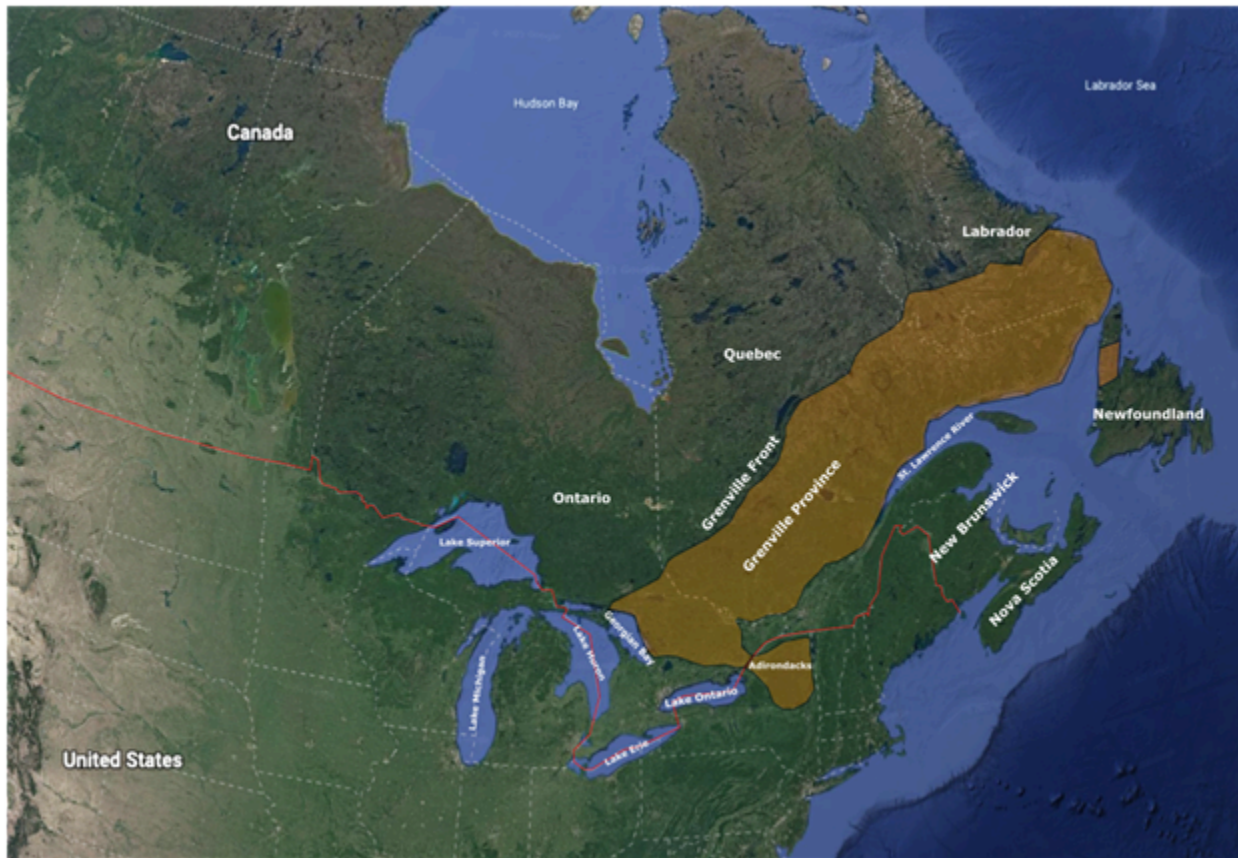 Hudson Bay
Labrador Sea
Canada
Labrador
Quebec
Newfoundland
St. Lawrence River
Grenville Front
Grenville Province
Ontario
New Brunswick
Lake Superior
Nova Scotia
Georgian Bay
Lake Huron
Adirondacks
Lake Michigan
Lake Ontario
Lake Erie
United States